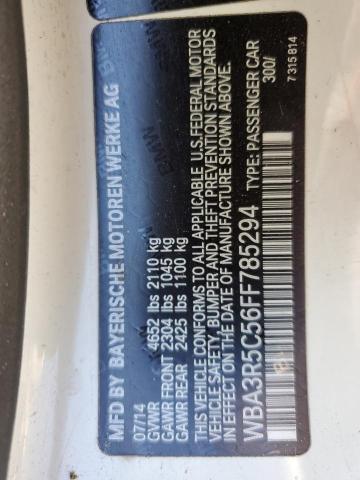 MFD BY BAYERISCHE MOTOREN WERKE AG
07/14
GVWR 4652 lbs 2110 kg
GAWR FRONT 2304 lbs 1045 kg
GAWR REAR 2425 lbs 1100 kg
THIS VEHICLE CONFORMS TO ALL APPLICABLE U.S. FEDERAL MOTOR
VEHICLE SAFETY, BUMPER AND THEFT PREVENTION STANDARDS
IN EFFECT ON THE DATE OF MANUFACTURE SHOWN ABOVE.
WBA3R5C56FF785294 TYPE: PASSENGER CAR
300/
7 315 814